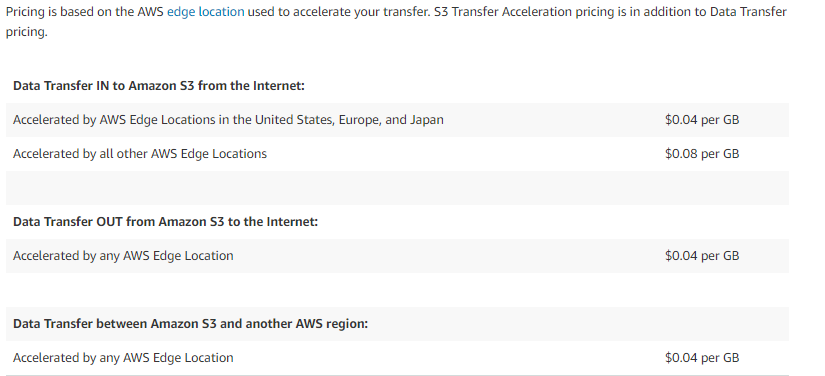 Pricing is based on the AWS edge location used to accelerate your transfer. S3 Transfer Acceleration pricing is in addition to Data Transfer
pricing.
Data Transfer IN to Amazon S3 from the Internet:
Accelerated by AWS Edge Locations in the United States, Europe, and Japan $0.04 per GB
Accelerated by all other AWS Edge Locations $0.08 per GB
Data Transfer OUT from Amazon S3 to the Internet:
Accelerated by any AWS Edge Location $0.04 per GB
Data Transfer between Amazon S3 and another AWS region:
Accelerated by any AWS Edge Location $0.04 per GB